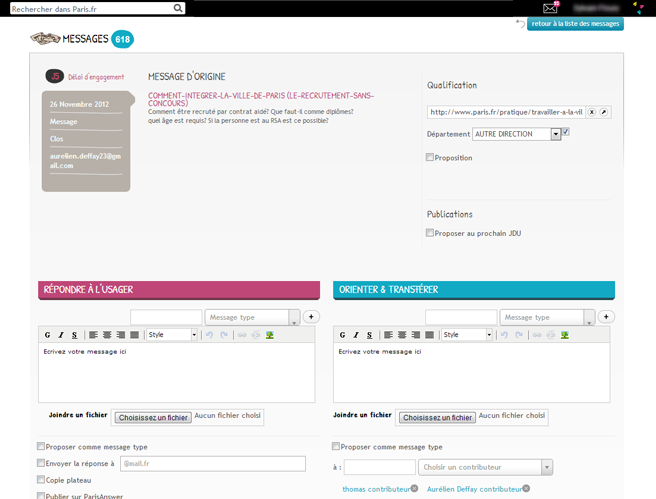 Rechercher dans Paris.fr
retour à la liste des messages
MESSAGES 618
J5 Délai d'engagement
26 Novembre 2012
Message
Clos
aurelien.deffay23@gm
ail.com
MESSAGE D'ORIGINE
COMMENT-INTEGRER-LA-VILLE-DE-PARIS (LE-RECRUTEMENT-SANS-
CONCOURS)
Comment être recruté par contrat aidé? Que faut-il comme diplômes?
quel âge est requis? Si la personne est au RSA est ce possible?
Qualification
http://www.paris.fr/pratique/travailler-a-la-vil
Département AUTRE DIRECTION
Proposition
Publications
Proposer au prochain JDU
RÉPONDRE À L'USAGER
Message type +
G I S Style
Ecrivez votre message ici
Joindre un fichier Choisissez un fichier Aucun fichier choisi
Proposer comme message type
Envoyer la réponse à @mail.fr
Copie plateau
Publier sur ParisAnswer
ORIENTER & TRANSFÉRER
Message type +
G I S Style
Ecrivez votre message ici
Joindre un fichier Choisissez un fichier Aucun fichier choisi
Proposer comme message type
à : Choisir un contributeur
thomas contributeur Aurélien Deffay contributeur